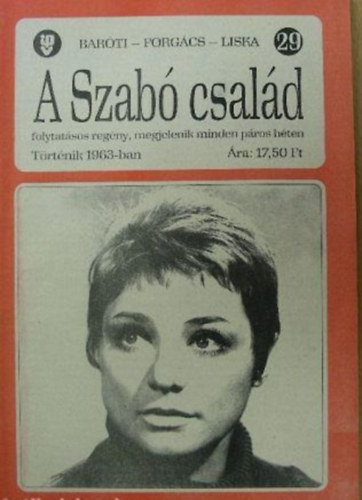 BARÓTI – FORGÁCS – LISKA 29
A Szabó család
folytatásos regény, megjelenik minden páros héten
Történik 1963-ban Ára: 17,50 Ft